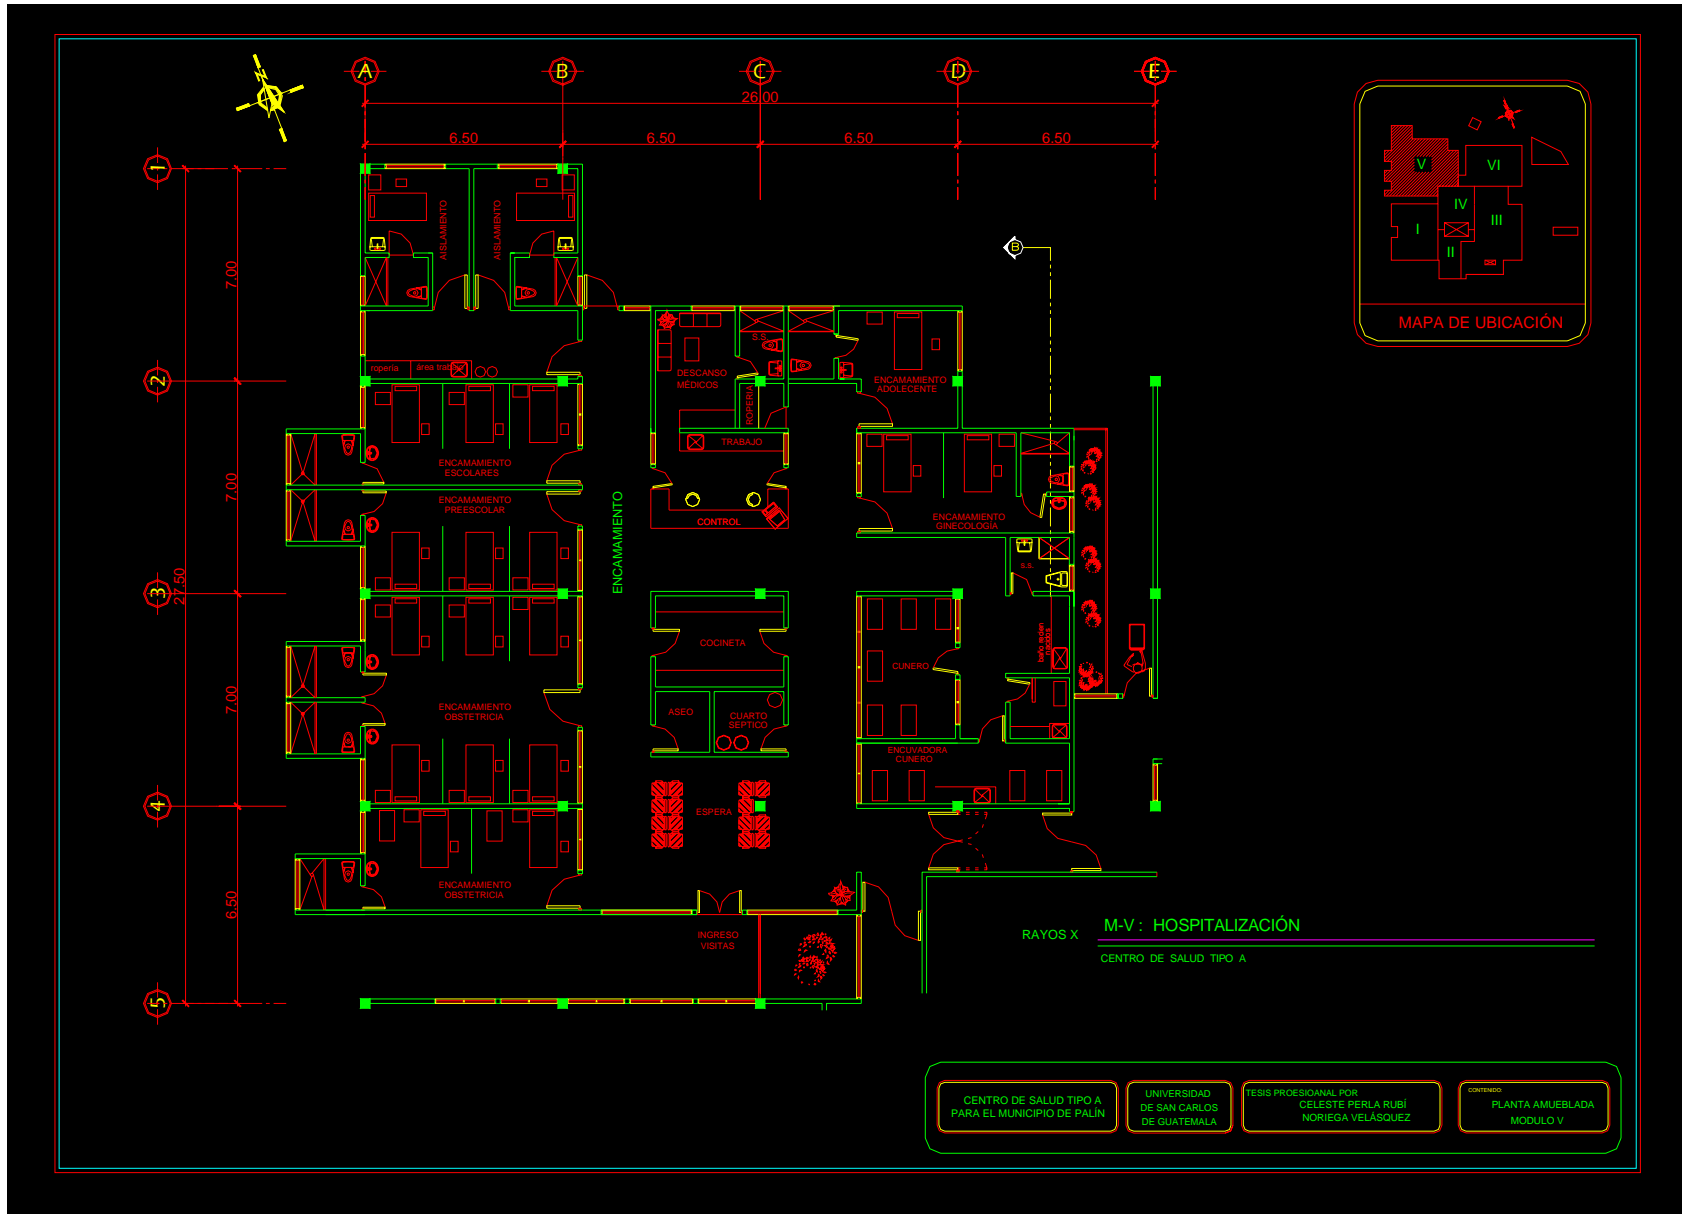 A
B
C
D
E
N
26.00
6.50
6.50
6.50
6.50
1
2
3
4
5
7.00
7.00
7.00
6.50
27.50
AISLAMIENTO
AISLAMIENTO
B
V
VI
IV
III
I
II
MAPA DE UBICACIÓN
roperia
área trabajo
S.S.
DESCANSO
MÉDICOS
ROPERIA
ENCAMAMIENTO
ADOLECENTE
TRABAJO
ENCAMAMIENTO
ESCOLARES
ENCAMAMIENTO
PREESCOLAR
ENCAMAMIENTO
CONTROL
ENCAMAMIENTO
GINECOLOGÍA
s.s.
COCINETA
CUNERO
baño resien
nacidos
ENCAMAMIENTO
OBSTETRICIA
ASEO
CUARTO
SEPTICO
ENCUVADORA
CUNERO
ESPERA
ENCAMAMIENTO
OBSTETRICIA
INGRESO
VISITAS
RAYOS X
M-V : HOSPITALIZACIÓN
CENTRO DE SALUD TIPO A
CENTRO DE SALUD TIPO A
PARA EL MUNICIPIO DE PALÍN
UNIVERSIDAD
DE SAN CARLOS
DE GUATEMALA
TESIS PROESIOANAL POR
CELESTE PERLA RUBÍ
NORIEGA VELÁSQUEZ
CONTENIDO:
PLANTA AMUEBLADA
MODULO V